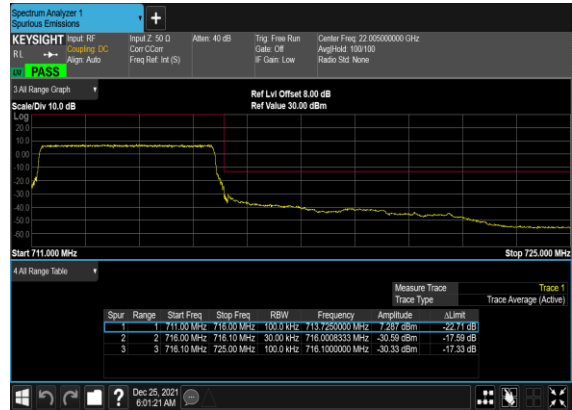 Spectrum Analyzer 1
Spurious Emissions
KEYSIGHT Input: RF Input Z: 50 Ω Atten: 40 dB Trig: Free Run Center Freq: 22.005000000 GHz
RL Coupling: DC Corr CCorr Gate: Off Avg|Hold: 100/100
Align: Auto Freq Ref: Int (S) IF Gain: Low Radio Std: None
PASS
3 All Range Graph
Ref Lvl Offset 8.00 dB
Scale/Div 10.0 dB Ref Value 30.00 dBm
Log
20.0
10.0
0.00
-10.0
-20.0
-30.0
-40.0
-50.0
-60.0
Start 711.000 MHz Stop 725.000 MHz
4 All Range Table
Measure Trace Trace 1
Trace Type Trace Average (Active)
Spur Range Start Freq Stop Freq RBW Frequency Amplitude ΔLimit
1 1 711.00 MHz 716.00 MHz 100.0 kHz 713.7250000 MHz 7.287 dBm -22.71 dB
2 2 716.00 MHz 716.10 MHz 30.00 kHz 716.0008333 MHz -30.59 dBm -17.59 dB
3 3 716.10 MHz 725.00 MHz 100.0 kHz 716.1000000 MHz -30.33 dBm -17.33 dB
Dec 25, 2021
6:01:21 AM